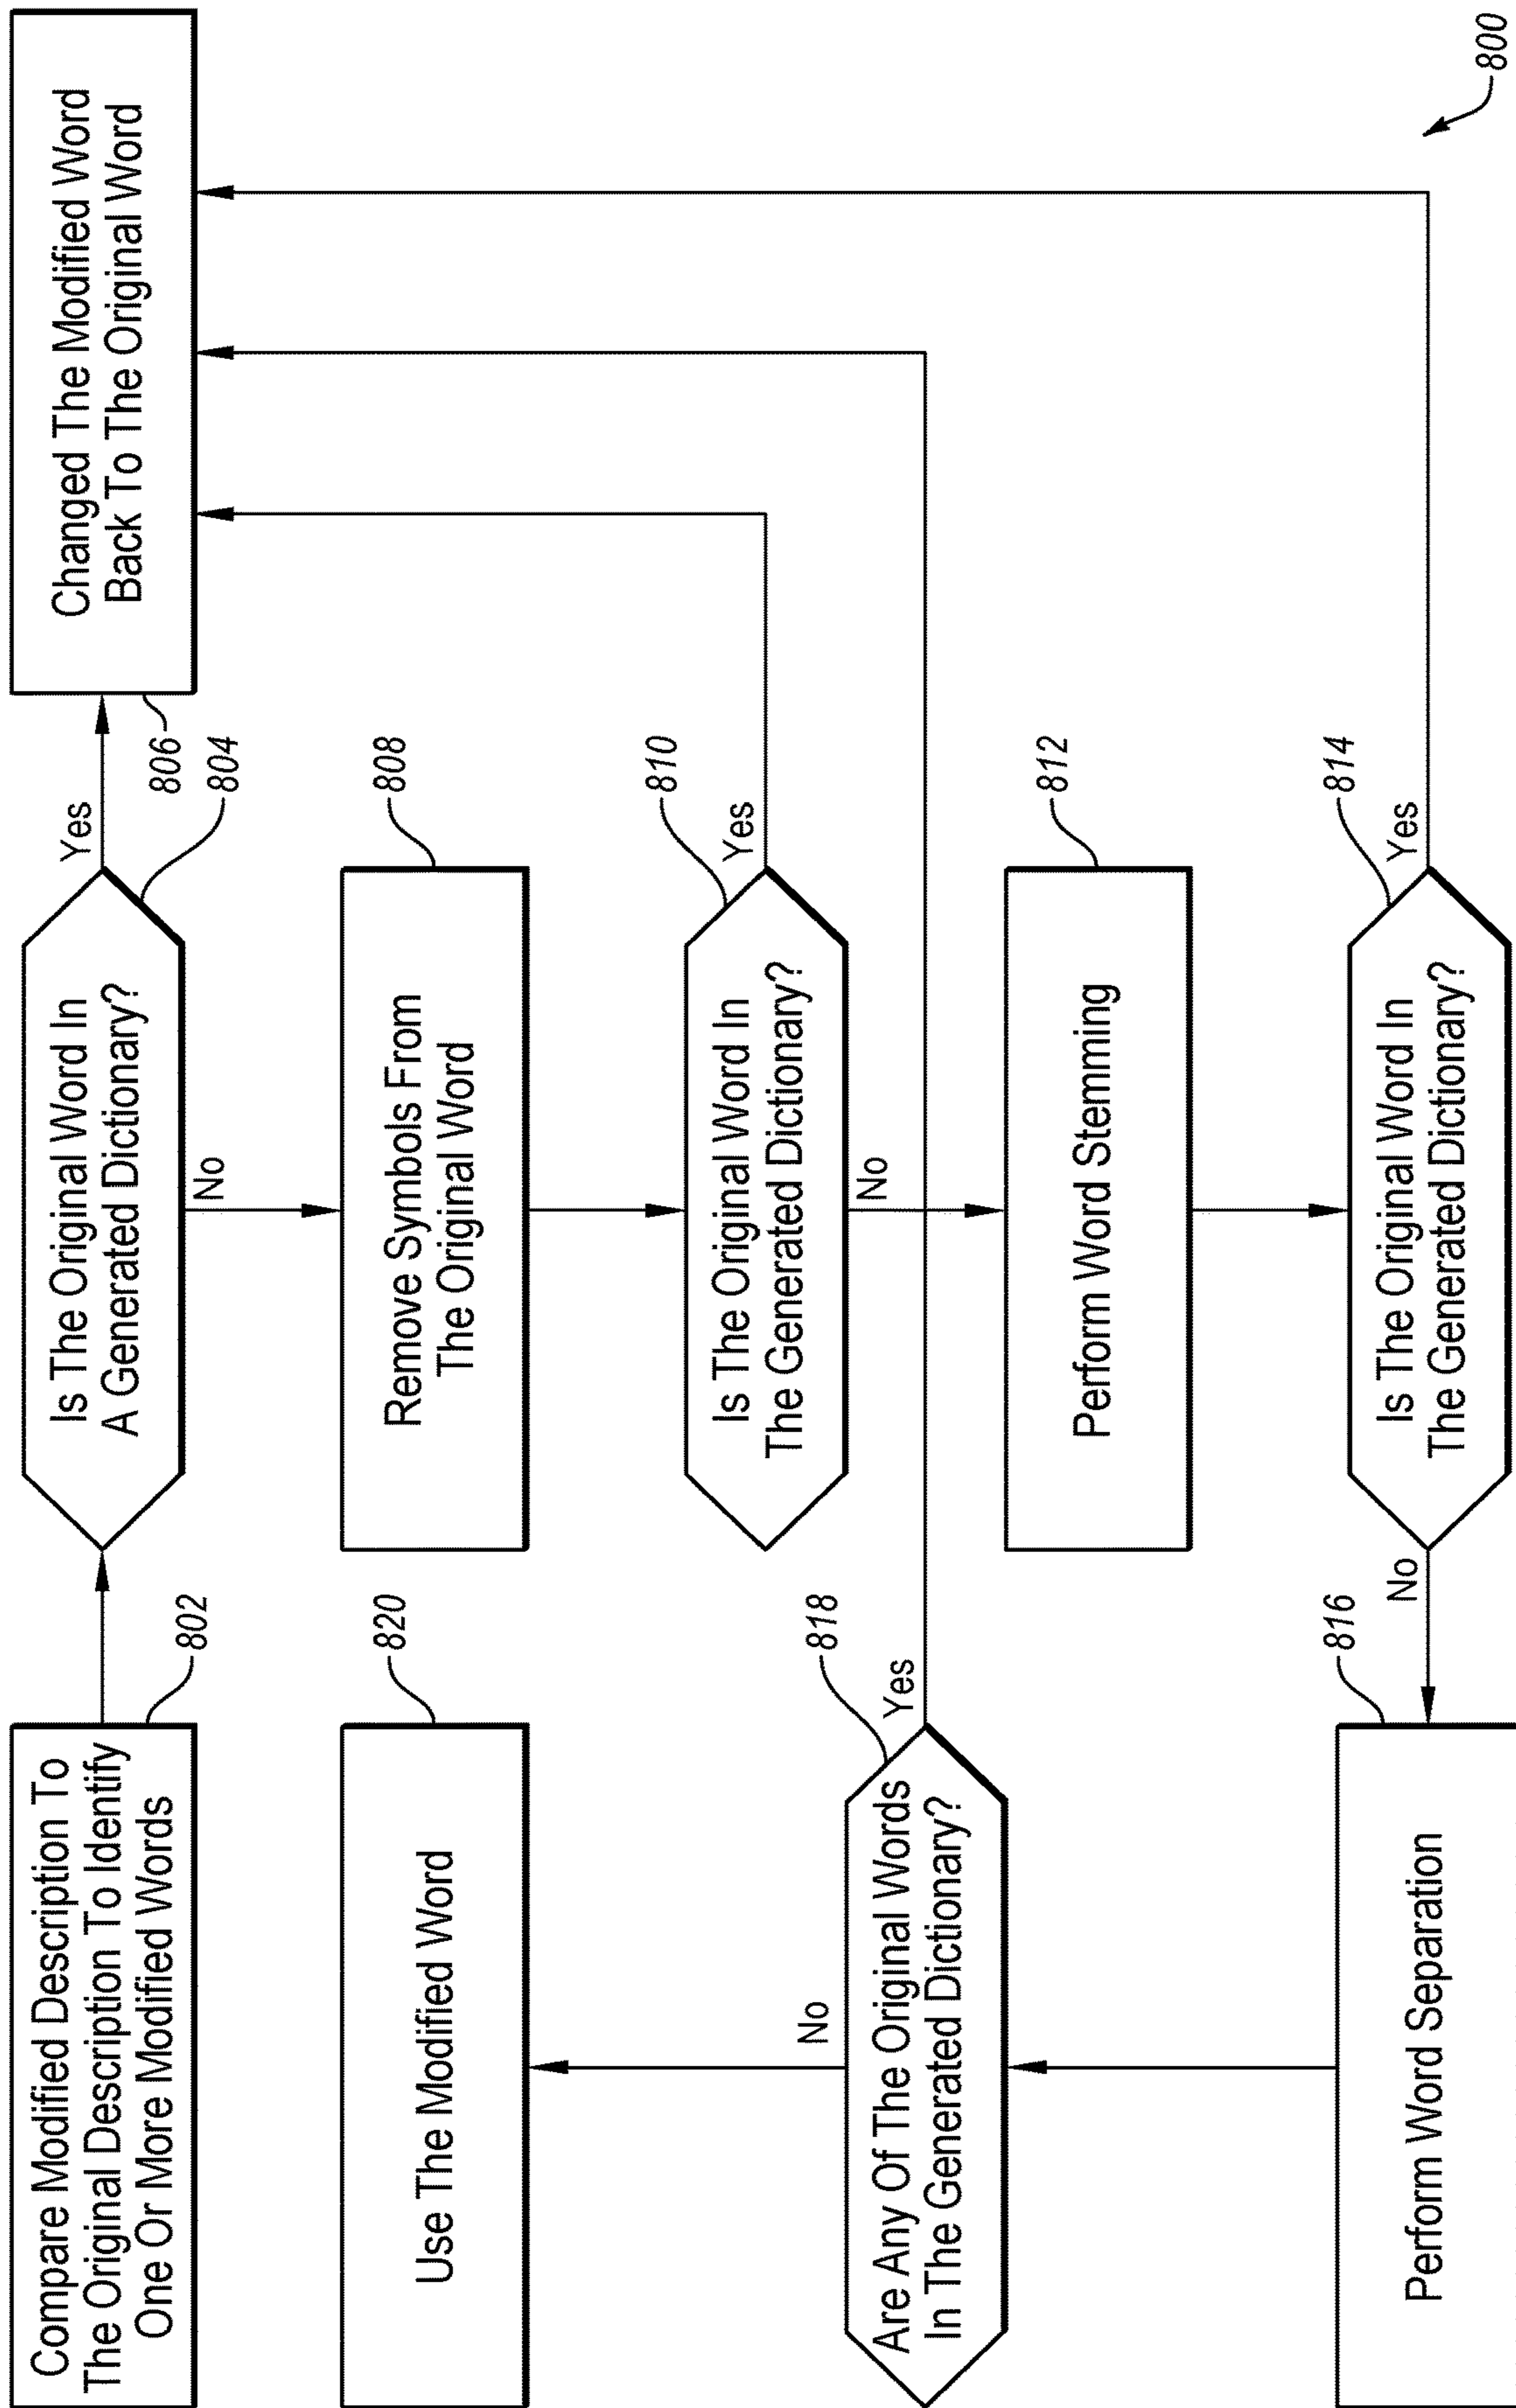 Compare Modified Description To
The Original Description To Identify
One Or More Modified Words
802
Is The Original Word In
A Generated Dictionary?
804
Yes
No
Changed The Modified Word
Back To The Original Word
806
Remove Symbols From
The Original Word
808
Is The Original Word In
The Generated Dictionary?
810
Yes
No
Perform Word Stemming
812
Is The Original Word In
The Generated Dictionary?
814
Yes
No
Perform Word Separation
816
Are Any Of The Original Words
In The Generated Dictionary?
818
Yes
No
Use The Modified Word
820
800